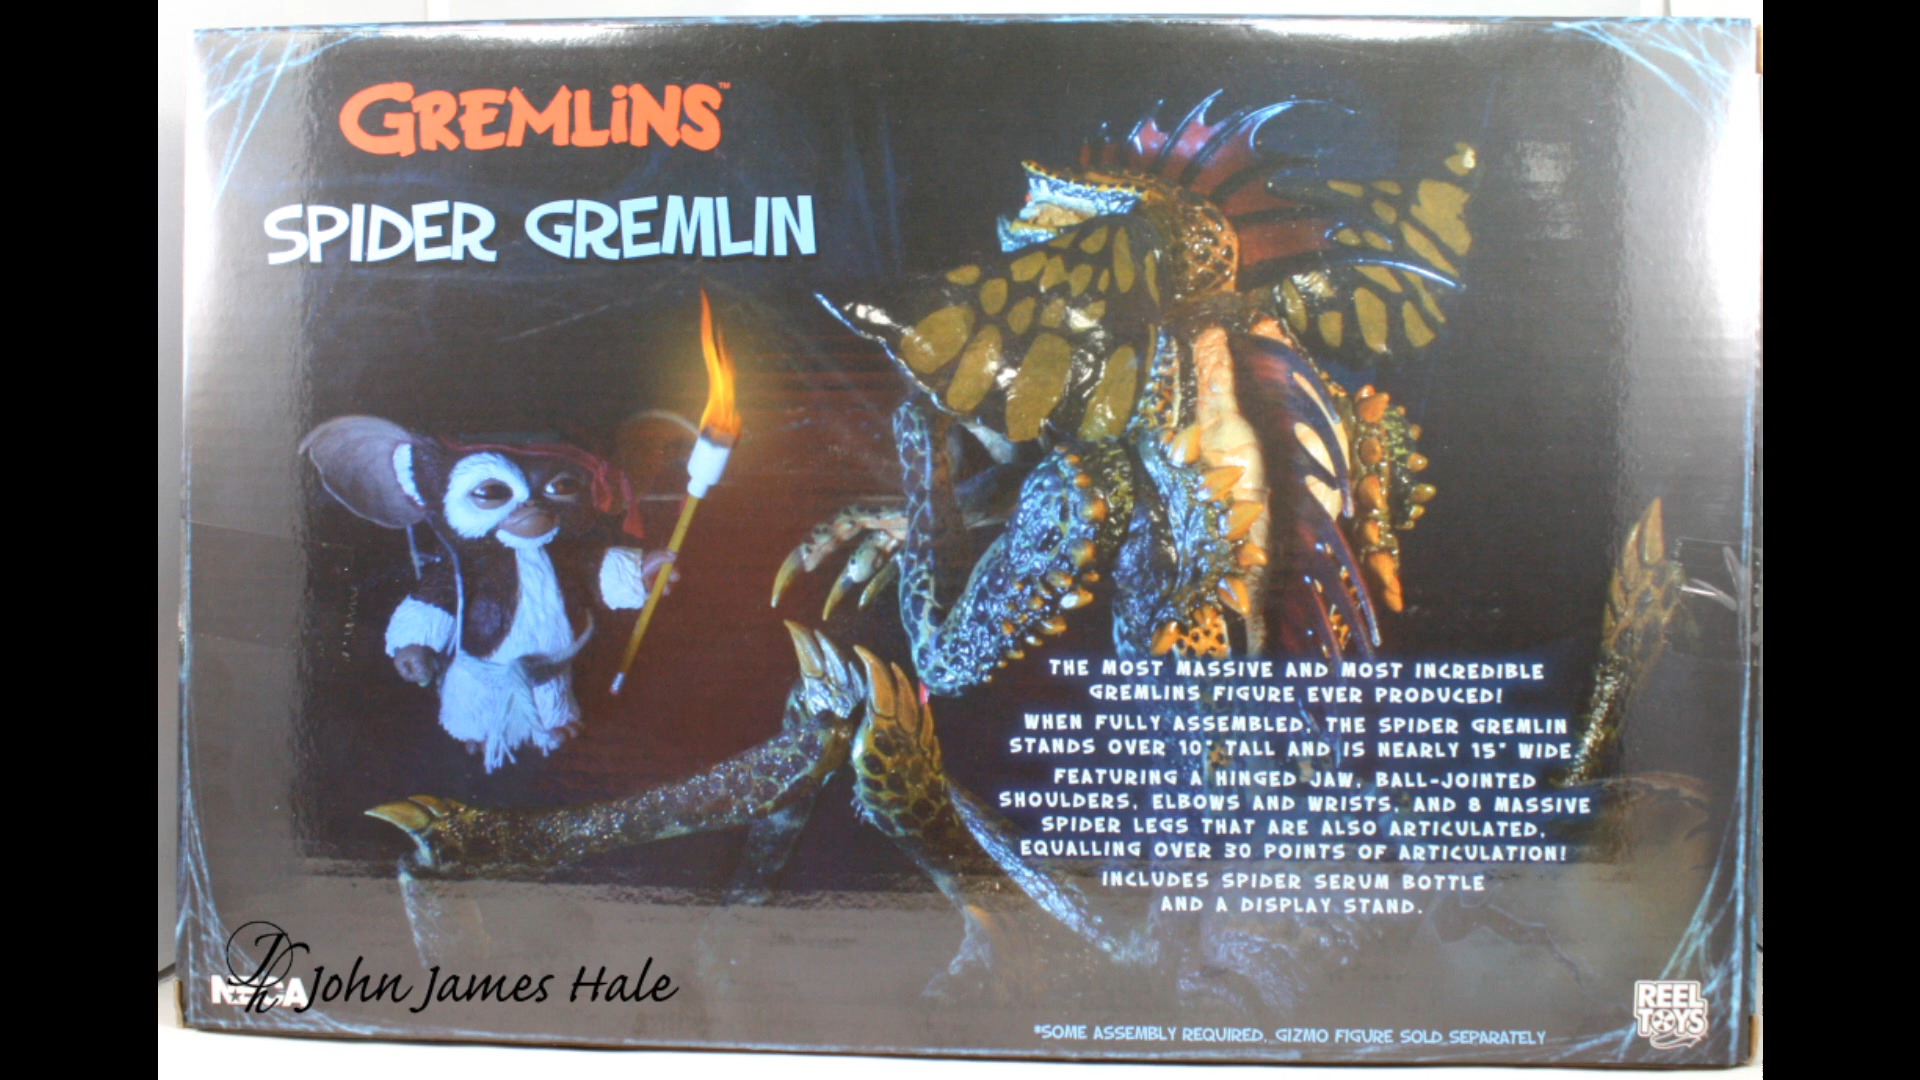 GREMLiNS™
SPIDER GREMLIN
THE MOST MASSIVE AND MOST INCREDIBLE
GREMLINS FIGURE EVER PRODUCED!
WHEN FULLY ASSEMBLED, THE SPIDER GREMLIN
STANDS OVER 10" TALL AND IS NEARLY 15" WIDE.
FEATURING A HINGED JAW, BALL-JOINTED
SHOULDERS, ELBOWS AND WRISTS, AND 8 MASSIVE
SPIDER LEGS THAT ARE ALSO ARTICULATED,
EQUALLING OVER 30 POINTS OF ARTICULATION!
INCLUDES SPIDER SERUM BOTTLE
AND A DISPLAY STAND.
John James Hale
REEL
TOYS
*SOME ASSEMBLY REQUIRED, GIZMO FIGURE SOLD SEPARATELY